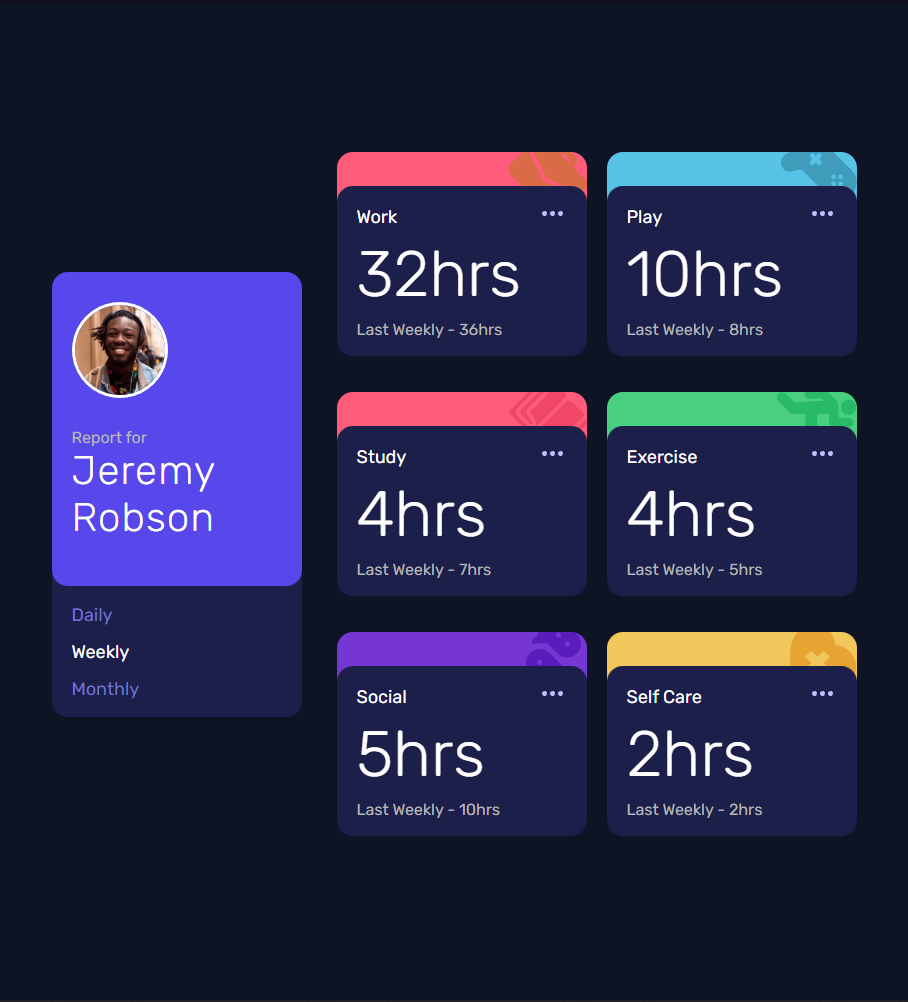 Report for
Jeremy
Robson
Daily
Weekly
Monthly
Work
32hrs
Last Weekly - 36hrs
Play
10hrs
Last Weekly - 8hrs
Study
4hrs
Last Weekly - 7hrs
Exercise
4hrs
Last Weekly - 5hrs
Social
5hrs
Last Weekly - 10hrs
Self Care
2hrs
Last Weekly - 2hrs